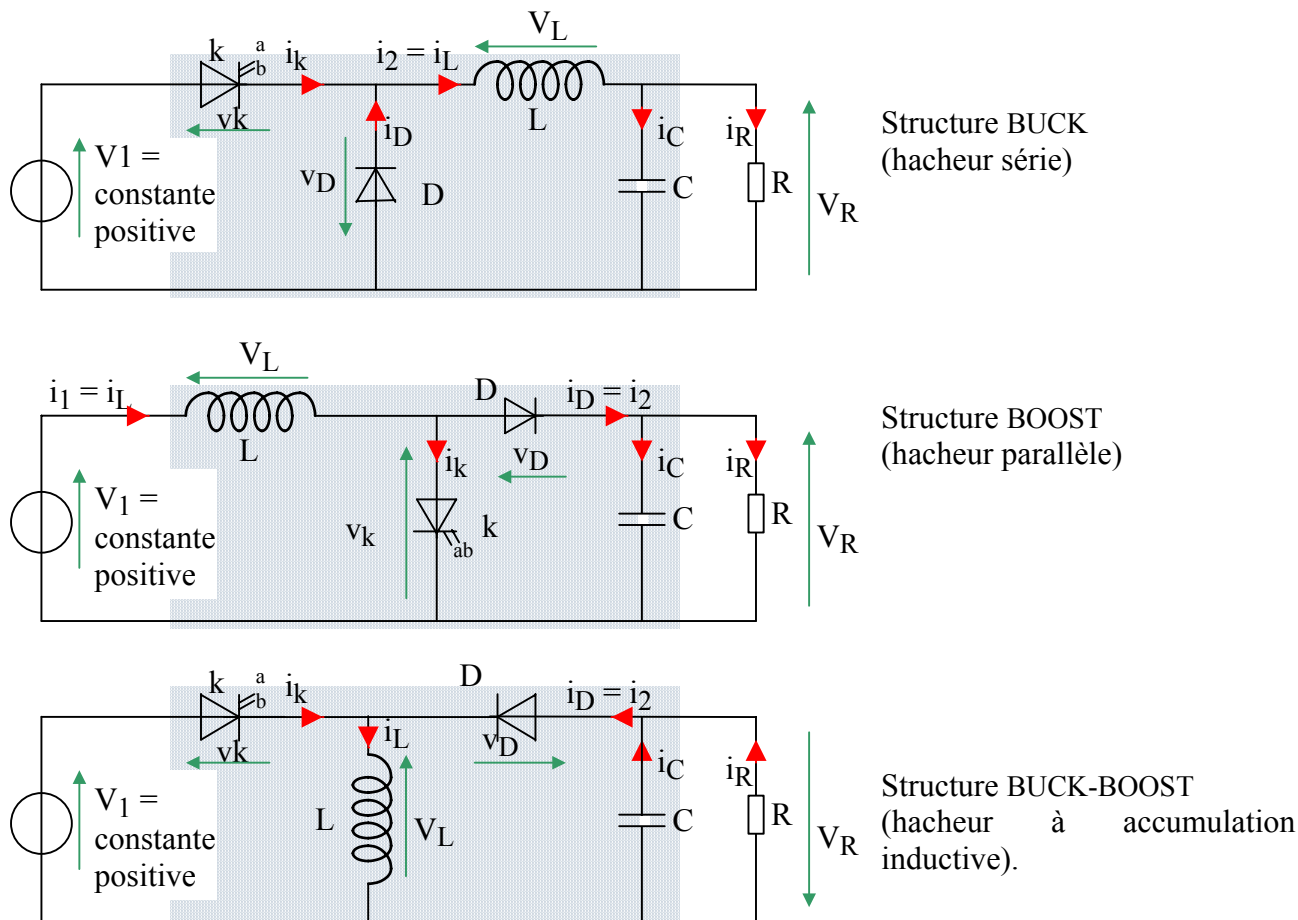 V_L
k
a
b
i_k
i_2 = i_L
vk
L
i_D
i_C
i_R
V1 =
constante
positive
v_D
D
C
R
V_R
Structure BUCK
(hacheur série)
V_L
i_1 = i_L
L
D
i_D = i_2
i_k
v_D
i_C
i_R
V_1 =
constante
positive
v_k
k
ab
C
R
V_R
Structure BOOST
(hacheur parallèle)
k
a
b
i_k
D
i_D = i_2
vk
i_L
v_D
i_C
i_R
V_1 =
constante
positive
L
V_L
C
R
V_R
Structure BUCK-BOOST
(hacheur à accumulation
inductive).